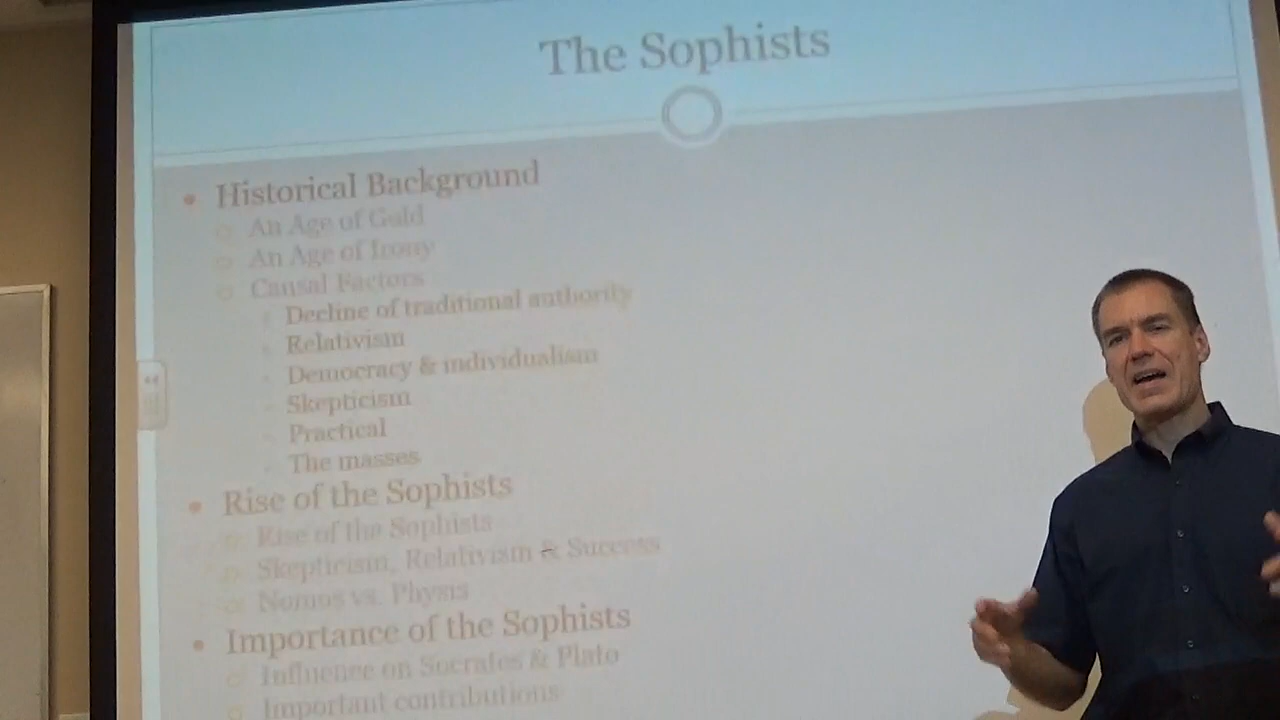 The Sophists
Historical Background
An Age of Gold
An Age of Irony
Causal Factors
Decline of traditional authority
Relativism
Democracy & individualism
Skepticism
Practical
The masses
Rise of the Sophists
Rise of the Sophists
Skepticism, Relativism & Success
Nomos vs. Physis
Importance of the Sophists
Influence on Socrates & Plato
Important contributions